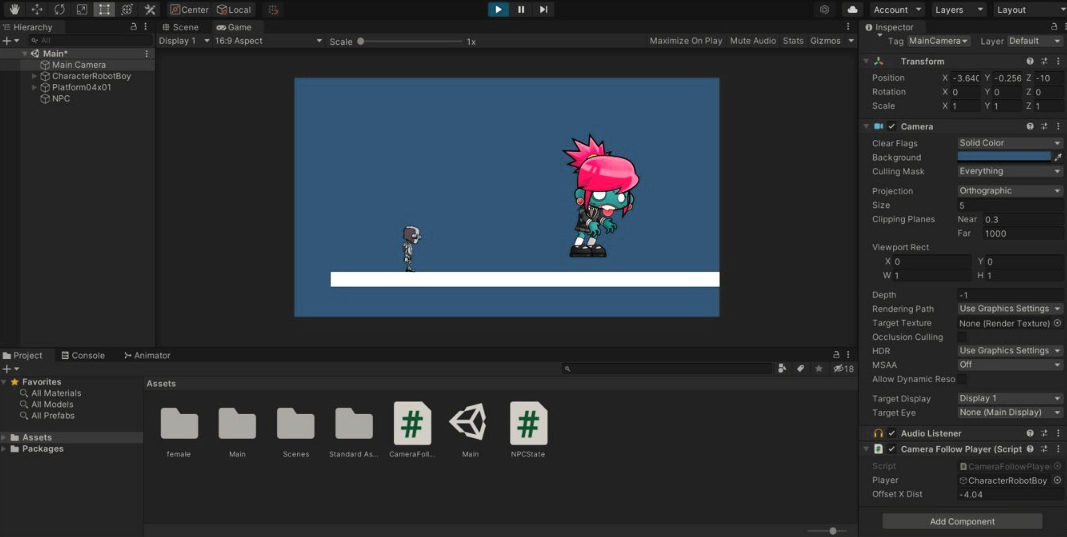 Center Local
Account Layers Layout
Hierarchy
All
Main*
Main Camera
CharacterRobotBoy
Platform04x01
NPC
Scene Game
Display 1 16:9 Aspect Scale 1x Maximize On Play Mute Audio Stats Gizmos
Inspector
Tag MainCamera Layer Default
Transform
Position X -3.640 Y -0.256 Z -10
Rotation X 0 Y 0 Z 0
Scale X 1 Y 1 Z 1
Camera
Clear Flags Solid Color
Background
Culling Mask Everything
Projection Orthographic
Size 5
Clipping Planes Near 0.3
Far 1000
Viewport Rect
X 0 Y 0
W 1 H 1
Depth -1
Rendering Path Use Graphics Settings
Target Texture None (Render Texture)
Occlusion Culling
HDR Use Graphics Settings
MSAA Off
Allow Dynamic Reso
Target Display Display 1
Target Eye None (Main Display)
Audio Listener
Camera Follow Player (Script
Script CameraFollowPlayer
Player CharacterRobotBoy
Offset X Dist -4.04
Add Component
Project Console Animator
18
Favorites
All Materials
All Models
All Prefabs
Assets
Packages
Assets
female Main Scenes Standard As... CameraFoll... Main NPCState